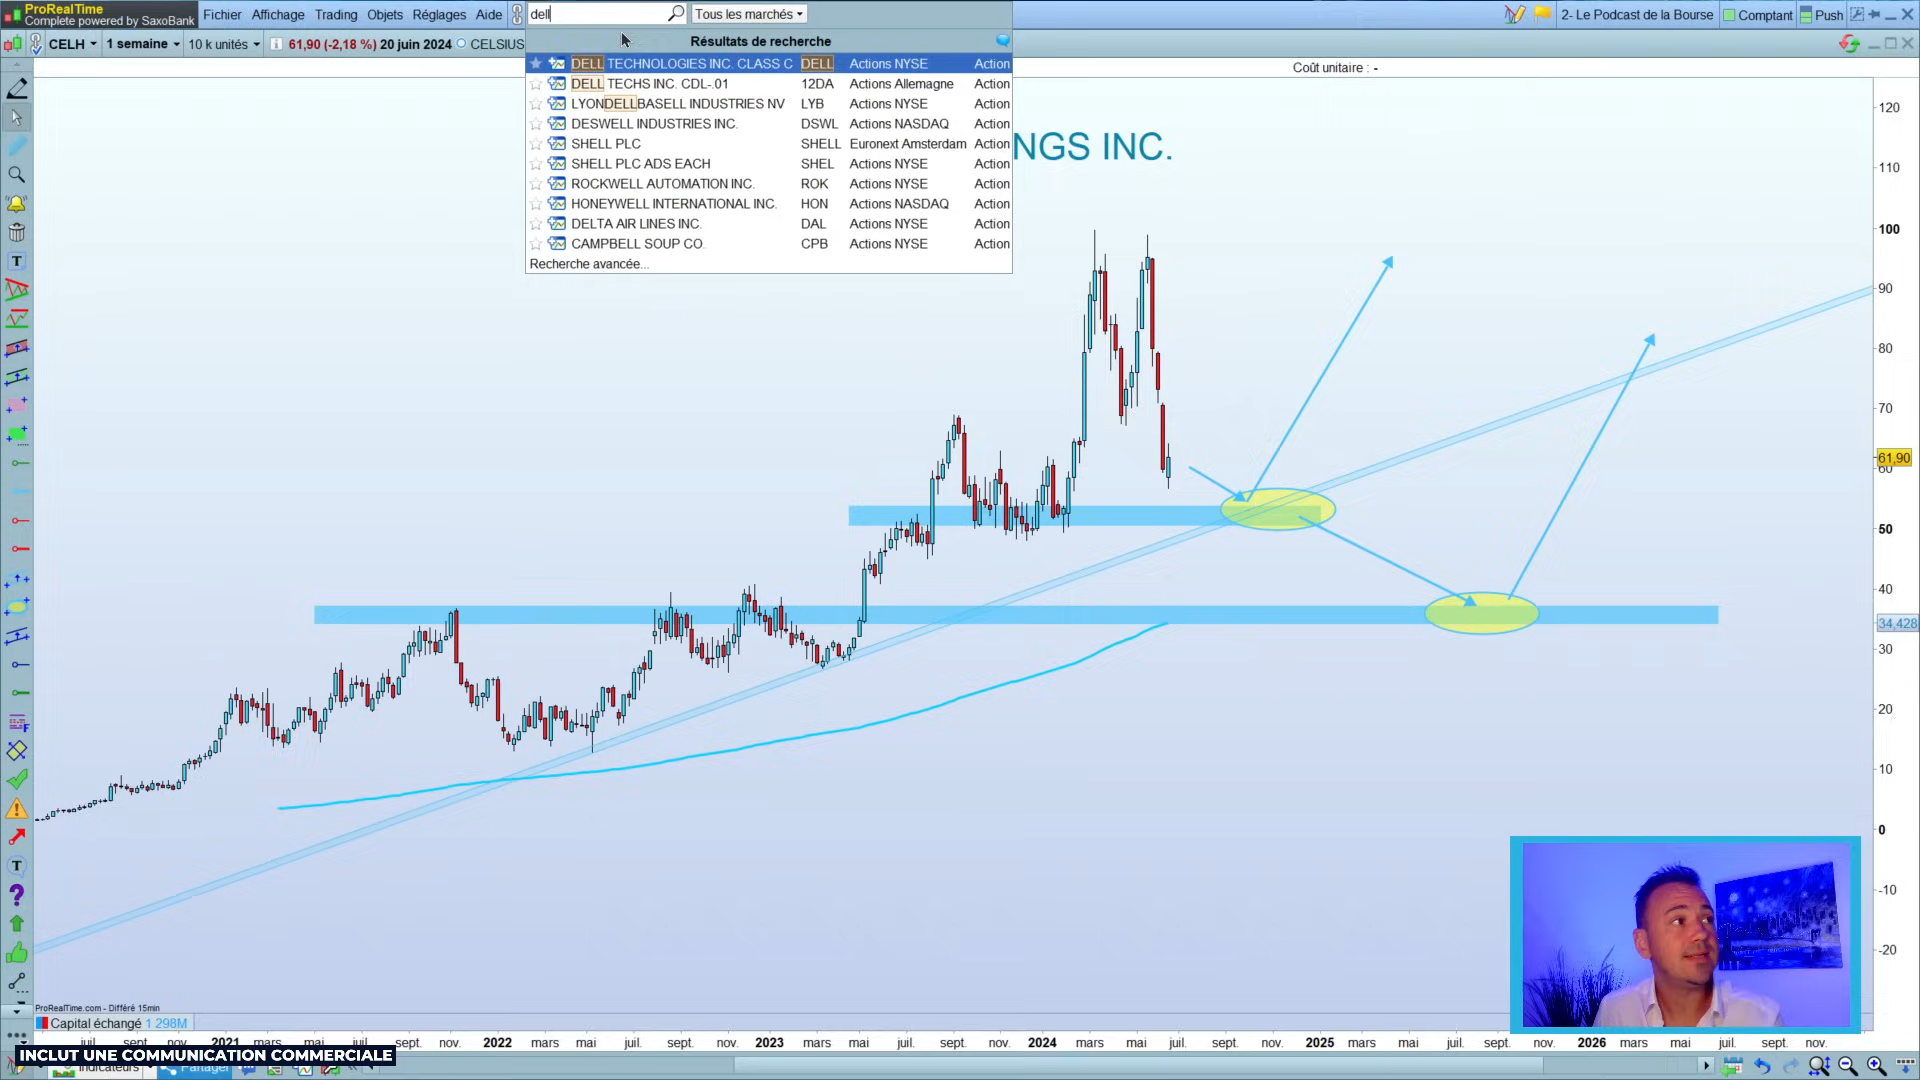 ProRealTime
Complete powered by SaxoBank
Fichier Affichage Trading Objets Réglages Aide
dell
Tous les marchés
2- Le Podcast de la Bourse
Comptant
Push
CELH
1 semaine
10 k unités
61,90 (-2,18 %) 20 juin 2024
CELSIUS
Résultats de recherche
Coût unitaire : -
DELL TECHNOLOGIES INC. CLASS C DELL Actions NYSE Action
DELL TECHS INC. CDL-.01 12DA Actions Allemagne Action
LYONDELLBASELL INDUSTRIES NV LYB Actions NYSE Action
DESWELL INDUSTRIES INC. DSWL Actions NASDAQ Action
SHELL PLC SHELL Euronext Amsterdam Action
SHELL PLC ADS EACH SHEL Actions NYSE Action
ROCKWELL AUTOMATION INC. ROK Actions NYSE Action
HONEYWELL INTERNATIONAL INC. HON Actions NASDAQ Action
DELTA AIR LINES INC. DAL Actions NYSE Action
CAMPBELL SOUP CO. CPB Actions NYSE Action
Recherche avancée...
NGS INC.
120
110
100
90
80
70
61,90
60
50
40
34,428
30
20
10
0
-10
-20
ProRealTime.com - Différé 15min
Capital échangé 1 298M
juil. sept. nov. 2021 mars mai juil. sept. nov. 2022 mars mai juil. sept. nov. 2023 mars mai juil. sept. nov. 2024 mars mai juil. sept. nov. 2025 mars mai juil. sept. nov. 2026 mars mai juil. sept. nov.
INCLUT UNE COMMUNICATION COMMERCIALE
Indicateurs
Partager